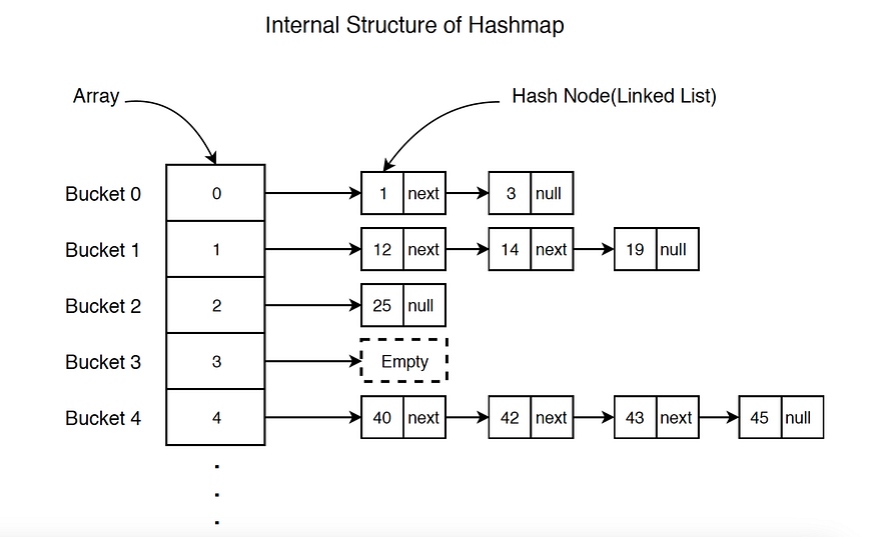 Internal Structure of Hashmap
Array
Hash Node(Linked List)
Bucket 0 0 1 next 3 null
Bucket 1 1 12 next 14 next 19 null
Bucket 2 2 25 null
Bucket 3 3 Empty
Bucket 4 4 40 next 42 next 43 next 45 null